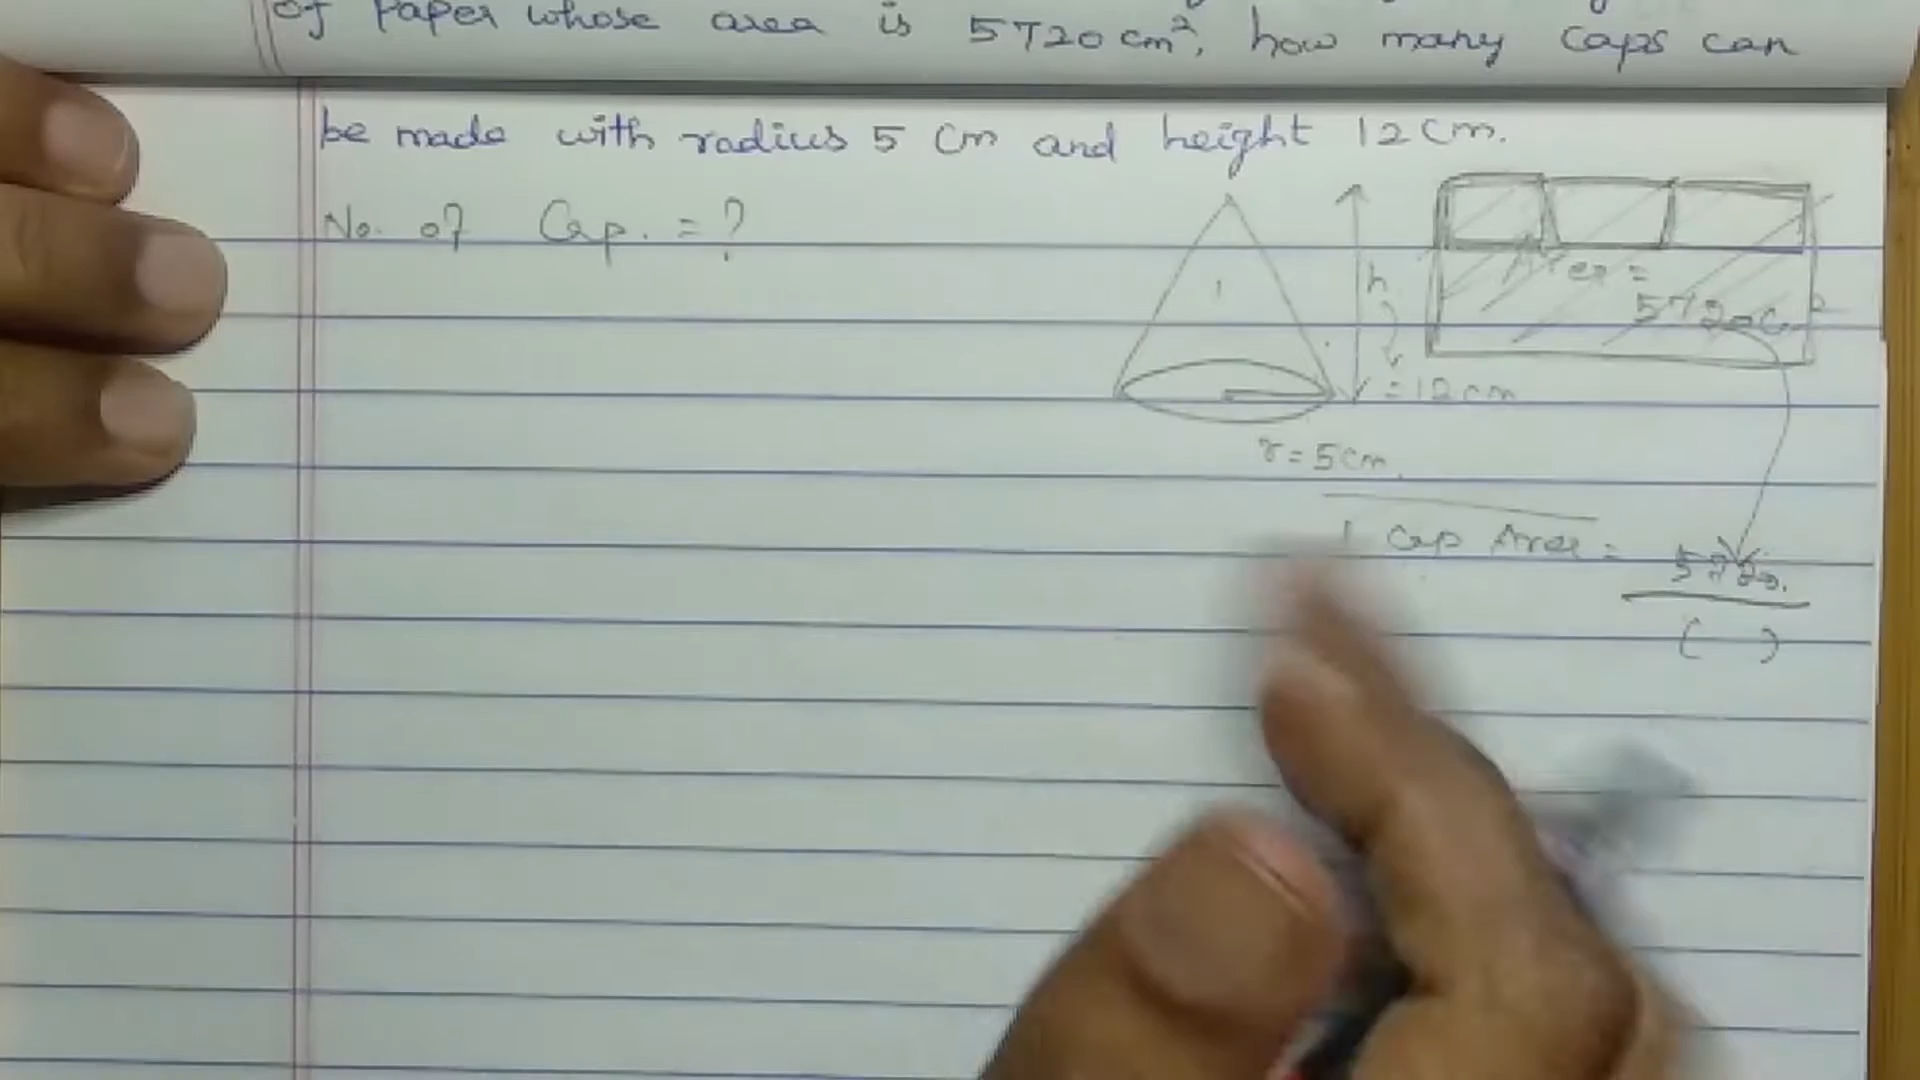 of Paper whose area is 5720 cm², how many caps can
be made with radius 5 cm and height 12 cm.
No. of Cap. = ?
1
h
= 12 cm
r = 5 cm.
Area =
5720 cm²
1 Cap Area = 5720.
( )